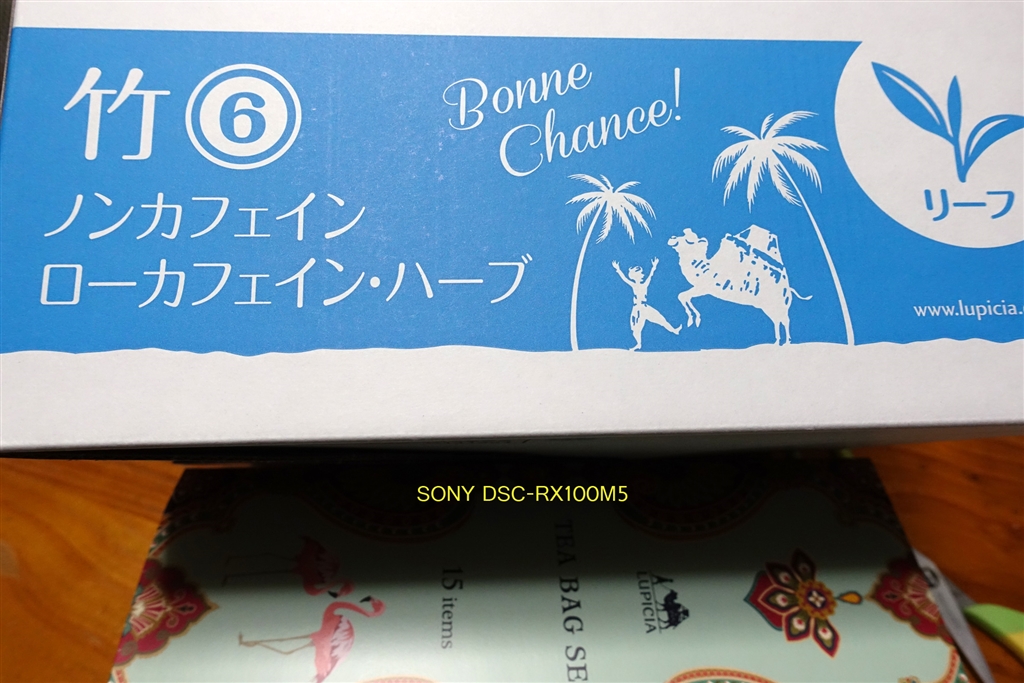 竹⑥
Bonne
Chance!
ノンカフェイン
ローカフェイン・ハーブ
リーフ
www.lupicia.
SONY DSC-RX100M5
15 items
TEA BAG SE
LUPICIA